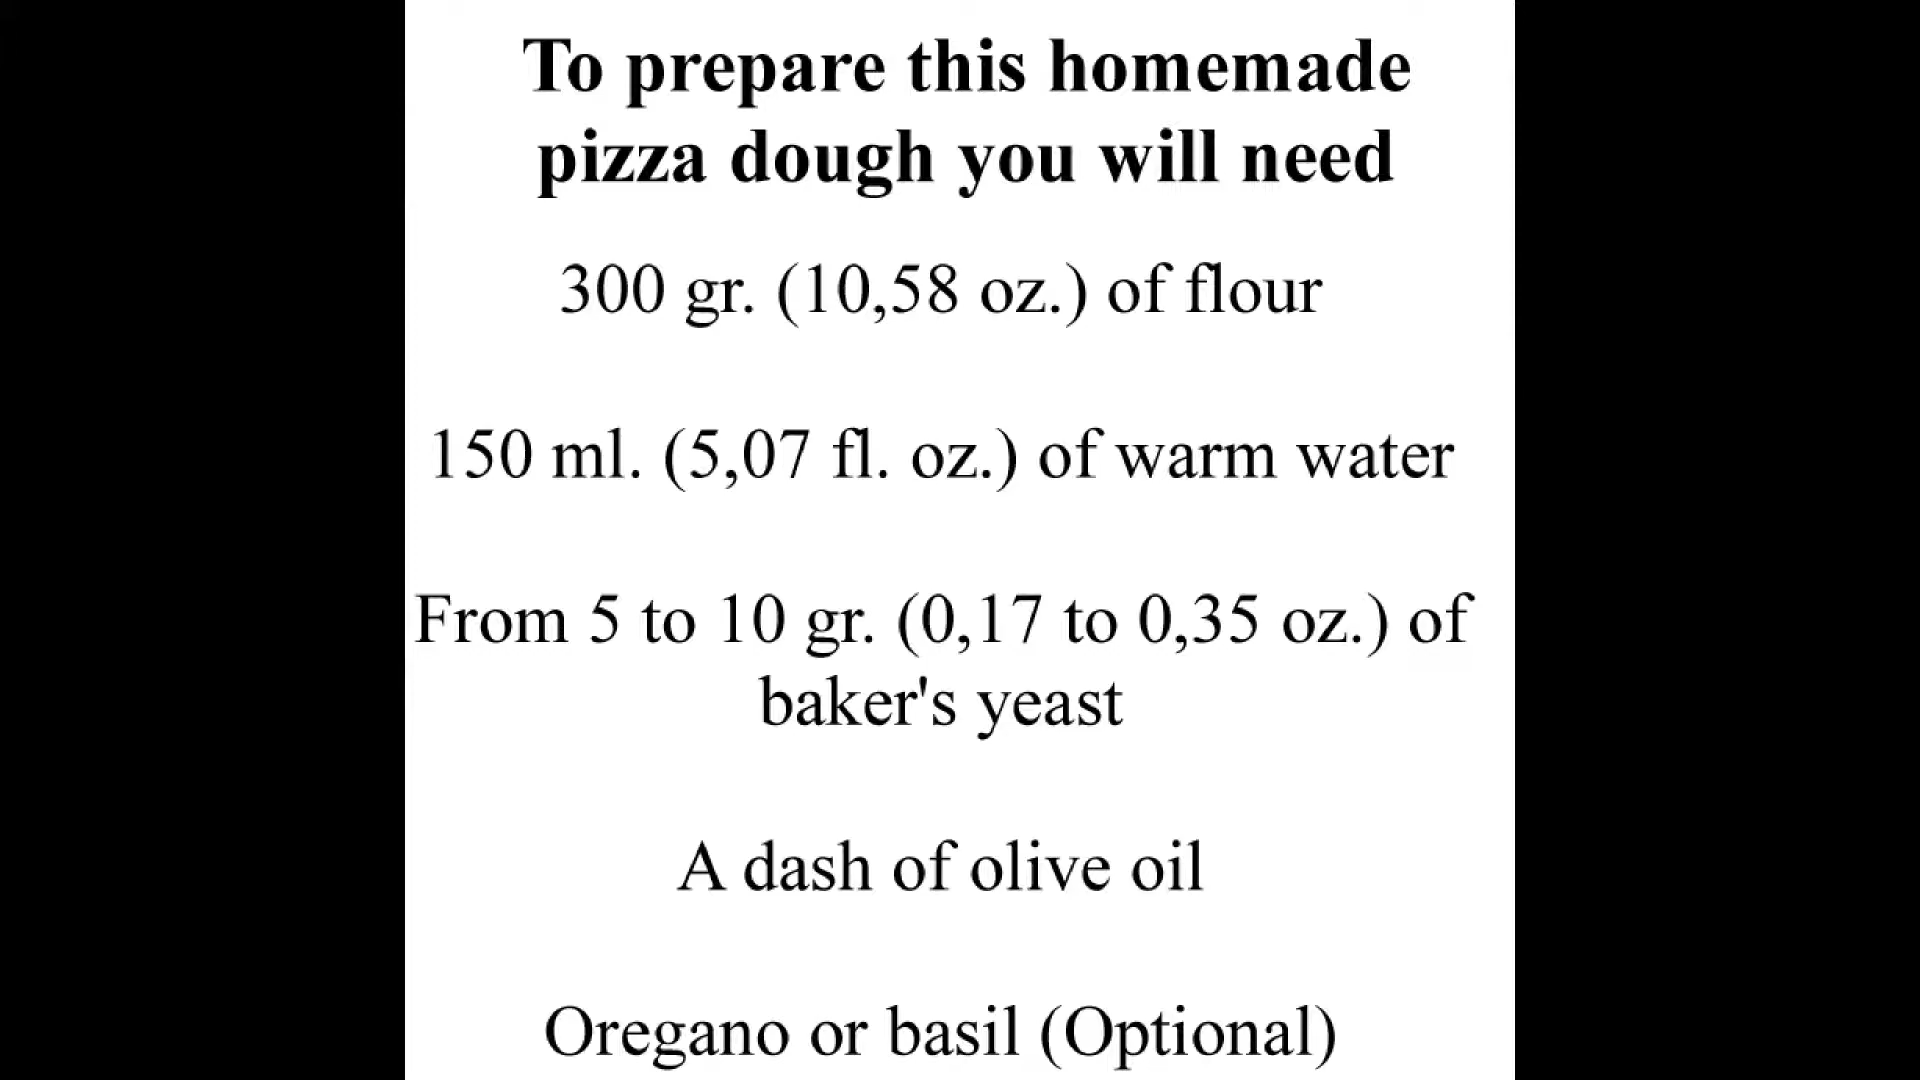 To prepare this homemade
pizza dough you will need
300 gr. (10,58 oz.) of flour
150 ml. (5,07 fl. oz.) of warm water
From 5 to 10 gr. (0,17 to 0,35 oz.) of
baker's yeast
A dash of olive oil
Oregano or basil (Optional)